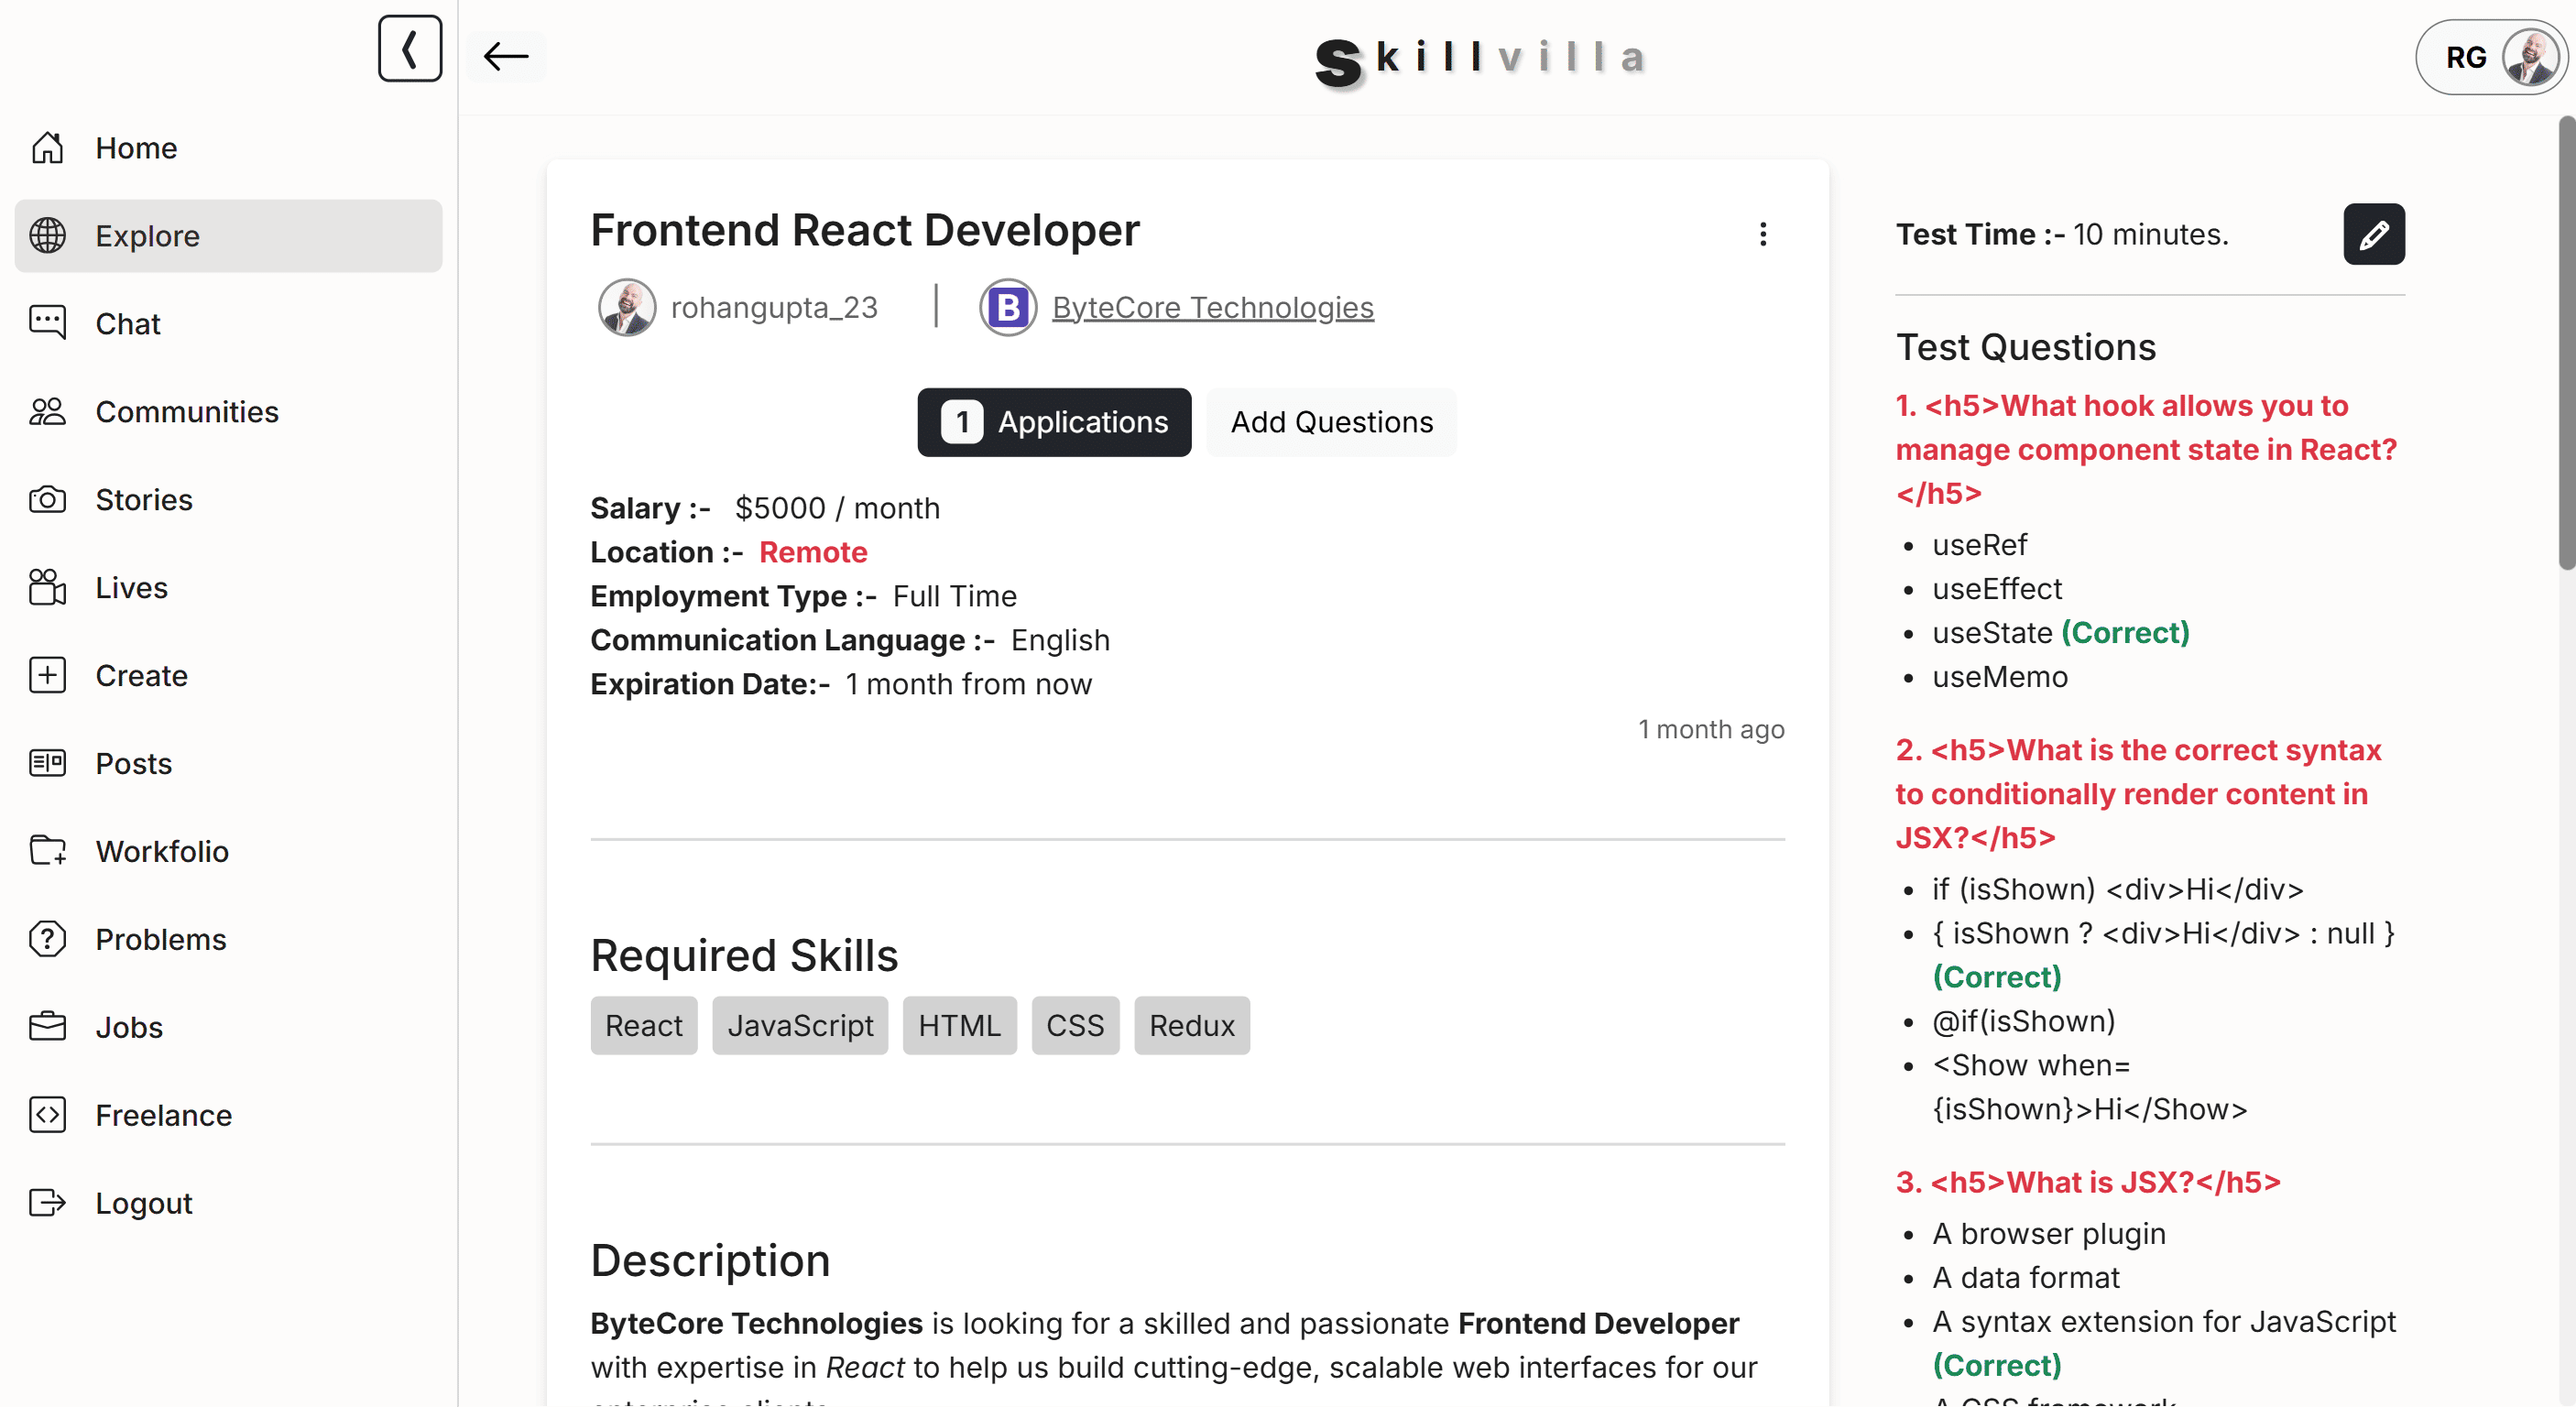 Skillvilla
RG
Home
Explore
Chat
Communities
Stories
Lives
Create
Posts
Workfolio
Problems
Jobs
Freelance
Logout
Frontend React Developer
rohangupta_23
B ByteCore Technologies
1 Applications
Add Questions
Salary :- $5000 / month
Location :- Remote
Employment Type :- Full Time
Communication Language :- English
Expiration Date:- 1 month from now
1 month ago
Required Skills
React JavaScript HTML CSS Redux
Description
ByteCore Technologies is looking for a skilled and passionate Frontend Developer
with expertise in React to help us build cutting-edge, scalable web interfaces for our
Test Time :- 10 minutes.
Test Questions
1. <h5>What hook allows you to
manage component state in React?
</h5>
• useRef
• useEffect
• useState (Correct)
• useMemo
2. <h5>What is the correct syntax
to conditionally render content in
JSX?</h5>
• if (isShown) <div>Hi</div>
• { isShown ? <div>Hi</div> : null }
(Correct)
• @if(isShown)
• <Show when=
{isShown}>Hi</Show>
3. <h5>What is JSX?</h5>
• A browser plugin
• A data format
• A syntax extension for JavaScript
(Correct)